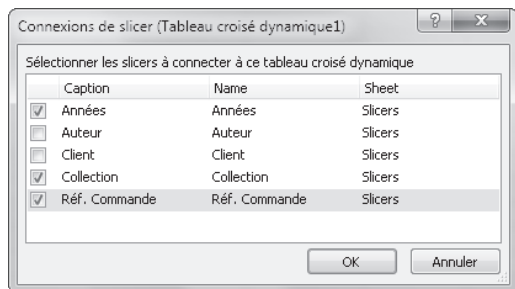 Connexions de slicer (Tableau croisé dynamique1)
Sélectionner les slicers à connecter à ce tableau croisé dynamique
Caption Name Sheet
Années Années Slicers
Auteur Auteur Slicers
Client Client Slicers
Collection Collection Slicers
Réf. Commande Réf. Commande Slicers
OK Annuler